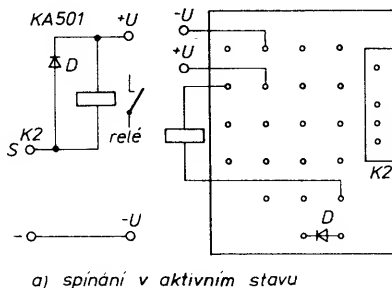 KA501
+U
D
relé
K2
S
-
-U
-U
+U
K2
D
a) spínání v aktivním stavu